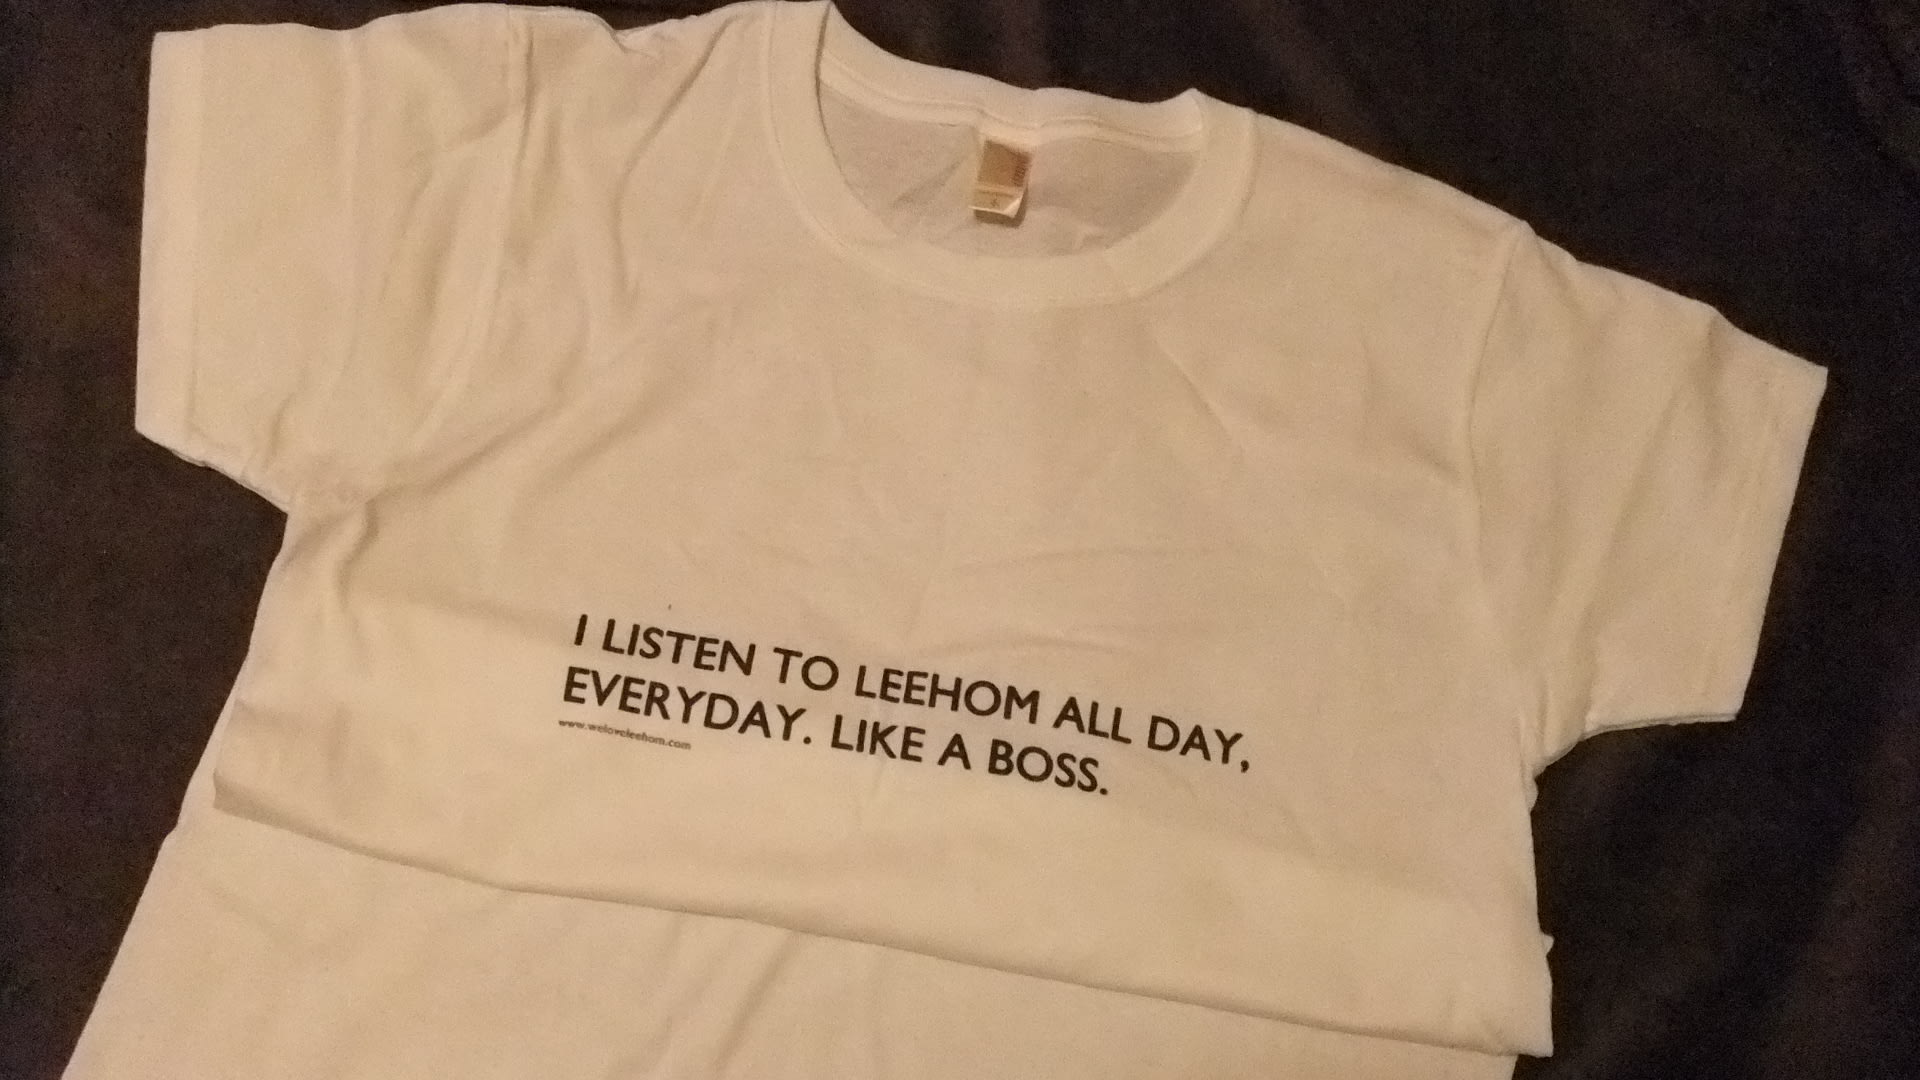 I LISTEN TO LEEHOM ALL DAY,
EVERYDAY. LIKE A BOSS.
www.weloveleehom.com